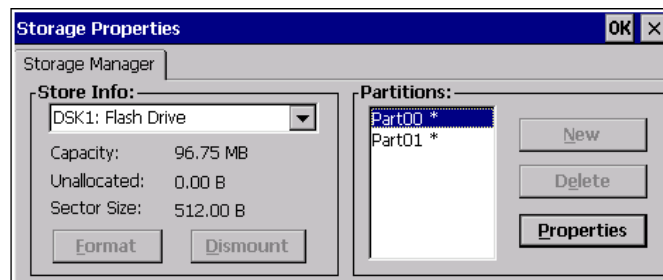 Storage Properties OK ×
Storage Manager
Store Info:
DSK1: Flash Drive
Capacity: 96.75 MB
Unallocated: 0.00 B
Sector Size: 512.00 B
Format Dismount
Partitions:
Part00 *
Part01 *
New
Delete
Properties